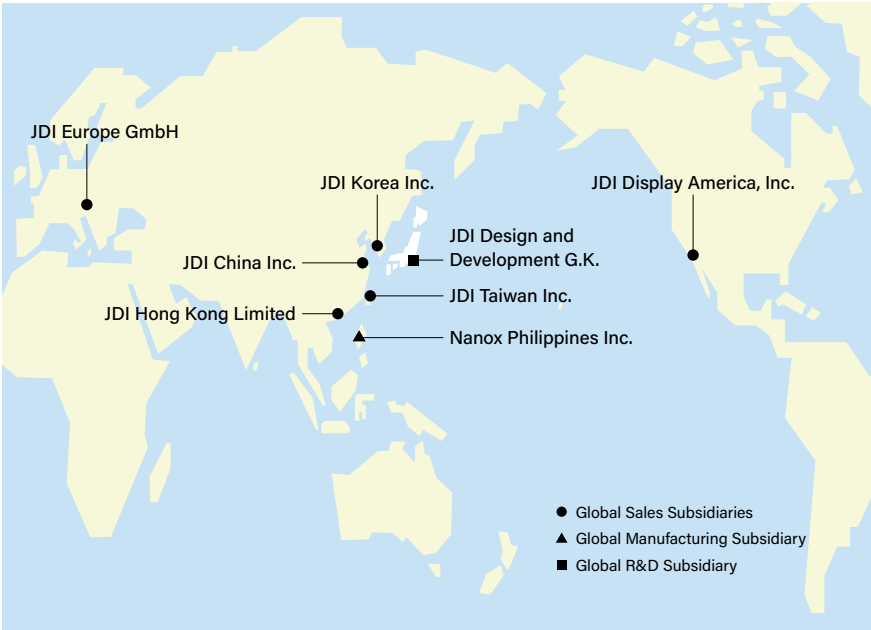 JDI Europe GmbH
JDI Korea Inc.
JDI Display America, Inc.
JDI Design and
Development G.K.
JDI China Inc.
JDI Taiwan Inc.
JDI Hong Kong Limited
Nanox Philippines Inc.
Global Sales Subsidiaries
Global Manufacturing Subsidiary
Global R&D Subsidiary